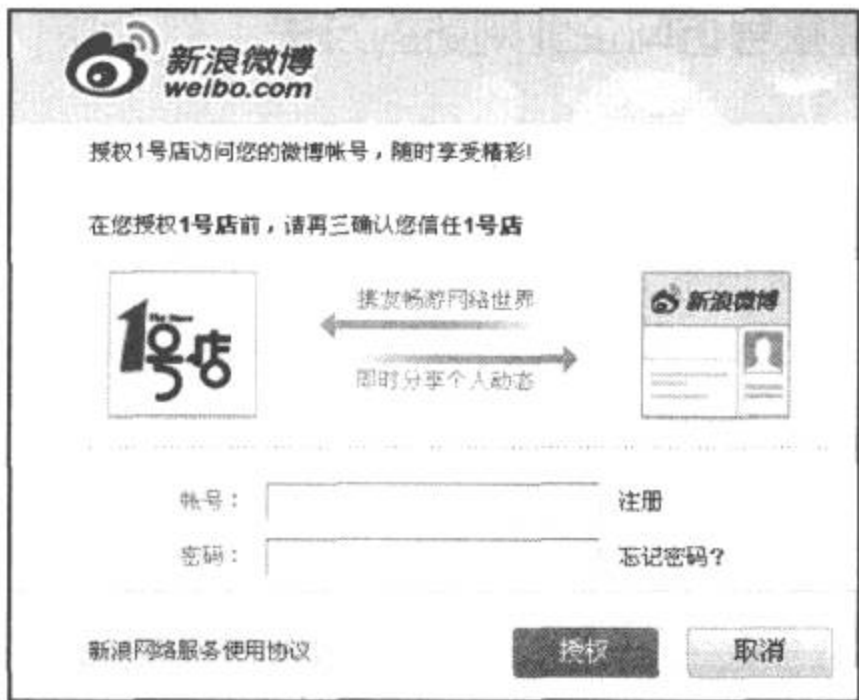 新浪微博
weibo.com
授权1号店访问您的微博帐号，随时享受精彩!
在您授权1号店前，请再三确认您信任1号店
The Store
1号店
携友畅游网络世界
即时分享个人动态
新浪微博
帐号：
注册
密码：
忘记密码？
新浪网络服务使用协议
授权
取消